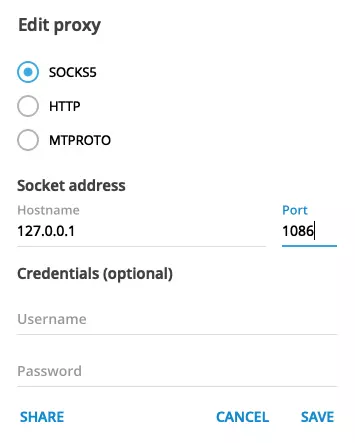 Edit proxy
SOCKS5
HTTP
MTPROTO
Socket address
Hostname Port
127.0.0.1 1086
Credentials (optional)
Username
Password
SHARE CANCEL SAVE